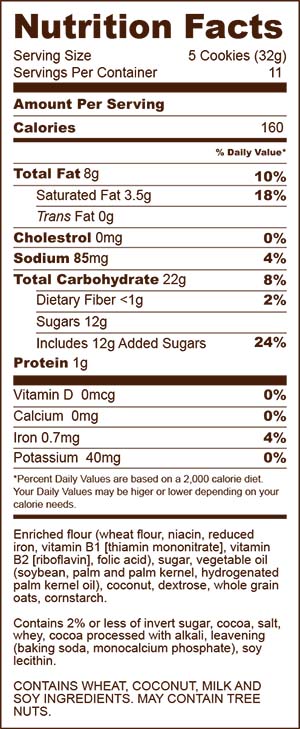 Nutrition Facts
Serving Size 5 Cookies (32g)
Servings Per Container 11
Amount Per Serving
Calories 160
% Daily Value*
Total Fat 8g 10%
Saturated Fat 3.5g 18%
Trans Fat 0g
Cholestrol 0mg 0%
Sodium 85mg 4%
Total Carbohydrate 22g 8%
Dietary Fiber <1g 2%
Sugars 12g
Includes 12g Added Sugars 24%
Protein 1g
Vitamin D 0mcg 0%
Calcium 0mg 0%
Iron 0.7mg 4%
Potassium 40mg 0%
*Percent Daily Values are based on a 2,000 calorie diet.
Your Daily Values may be higer or lower depending on your
calorie needs.
Enriched flour (wheat flour, niacin, reduced
iron, vitamin B1 [thiamin mononitrate], vitamin
B2 [riboflavin], folic acid), sugar, vegetable oil
(soybean, palm and palm kernel, hydrogenated
palm kernel oil), coconut, dextrose, whole grain
oats, cornstarch.
Contains 2% or less of invert sugar, cocoa, salt,
whey, cocoa processed with alkali, leavening
(baking soda, monocalcium phosphate), soy
lecithin.
CONTAINS WHEAT, COCONUT, MILK AND
SOY INGREDIENTS. MAY CONTAIN TREE
NUTS.